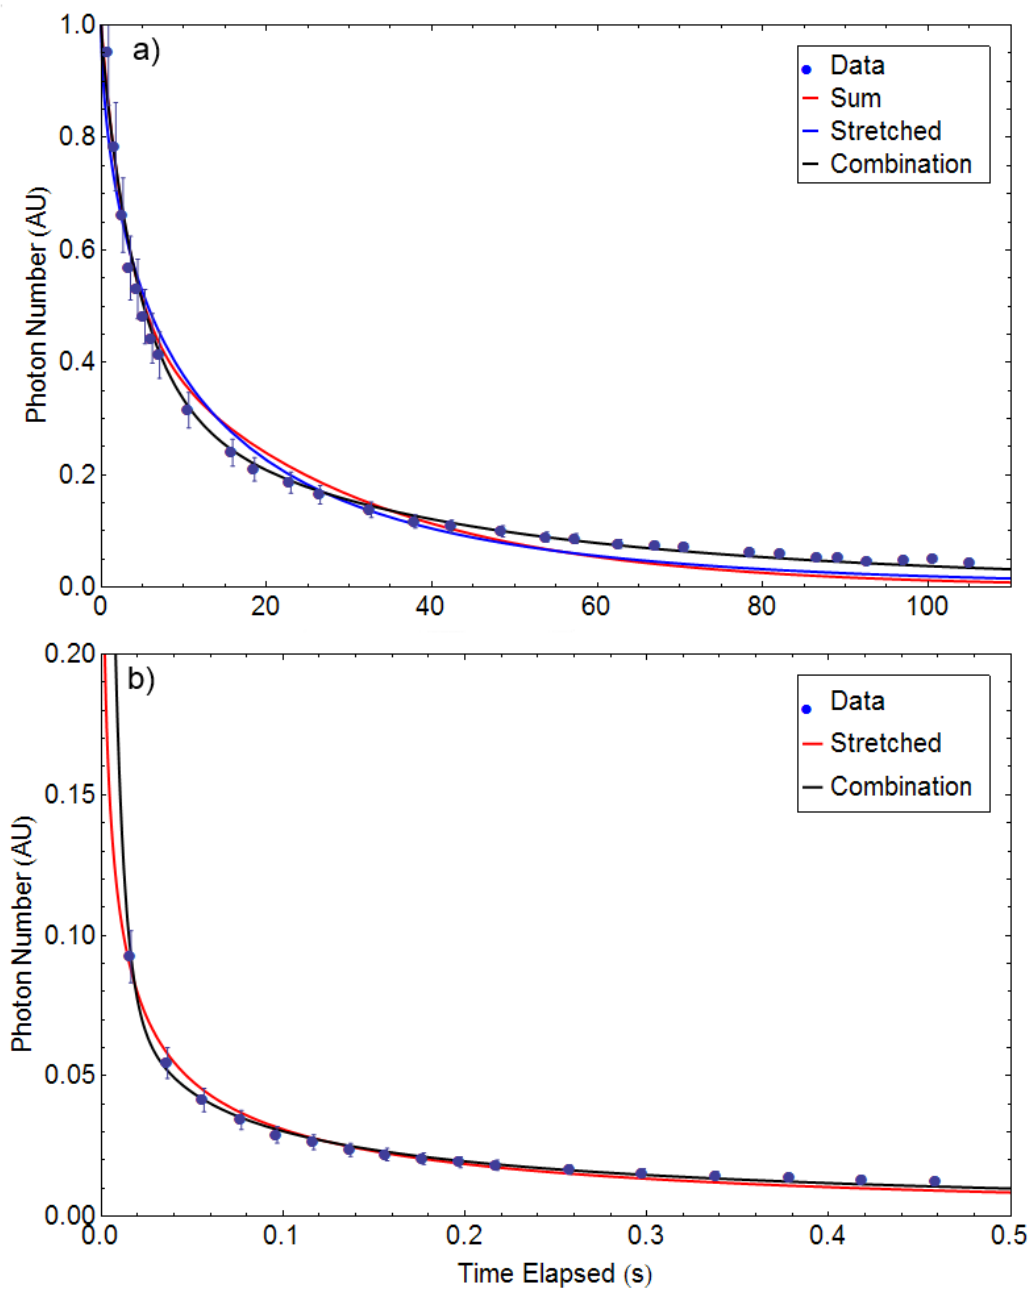 a)
Data
Sum
Stretched
Combination
Photon Number (AU)
1.0
0.8
0.6
0.4
0.2
0.0
0 20 40 60 80 100
b)
Data
Stretched
Combination
Photon Number (AU)
0.20
0.15
0.10
0.05
0.00
0.0 0.1 0.2 0.3 0.4 0.5
Time Elapsed (s)